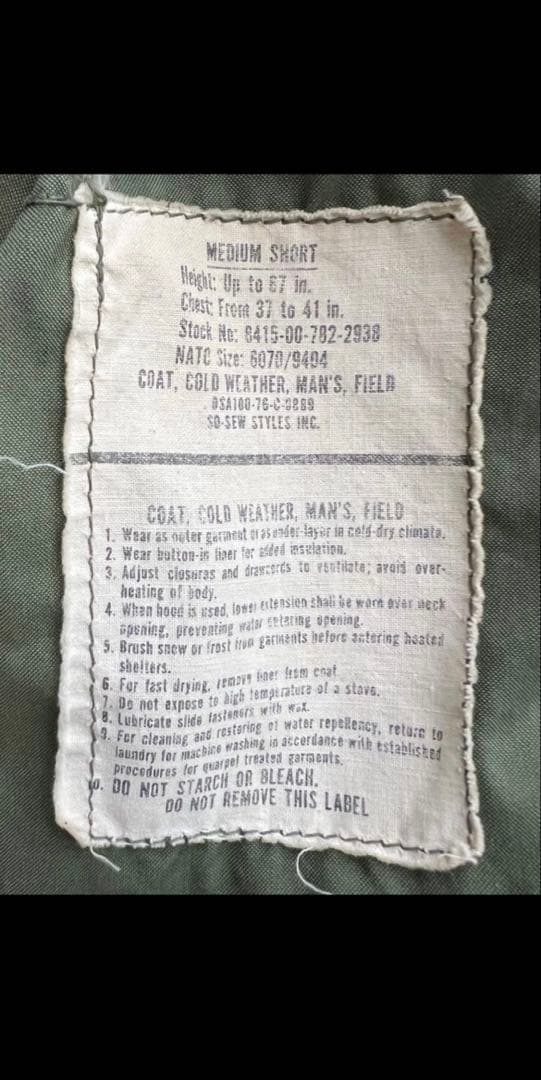 MEDIUM SHORT
Height: Up to 67 in.
Chest: From 37 to 41 in.
Stock No: 8415-00-782-2938
NATO Size: 6070/9404
COAT, COLD WEATHER, MAN'S, FIELD
DSA100-76-C-
SO-SEW STYLES INC.
COAT, COLD WEATHER, MAN'S, FIELD
1. Wear as outer garment or as under-layer in cold-dry climate.
2. Wear button-in liner for added insulation.
3. Adjust closures and drawcords to ventilate; avoid over-
heating of body.
4. When hood is used, lower extension shall be worn over neck
opening, preventing water entering opening.
5. Brush snow or frost from garments before entering heated
shelters.
6. For fast drying, remove liner from coat
7. Do not expose to high temperature of a stove.
8. Lubricate slide fasteners with wax.
9. For cleaning and restoring of water repellency, return to
laundry for machine washing in accordance with established
procedures for quarpel treated garments.
0. DO NOT STARCH OR BLEACH.
DO NOT REMOVE THIS LABEL